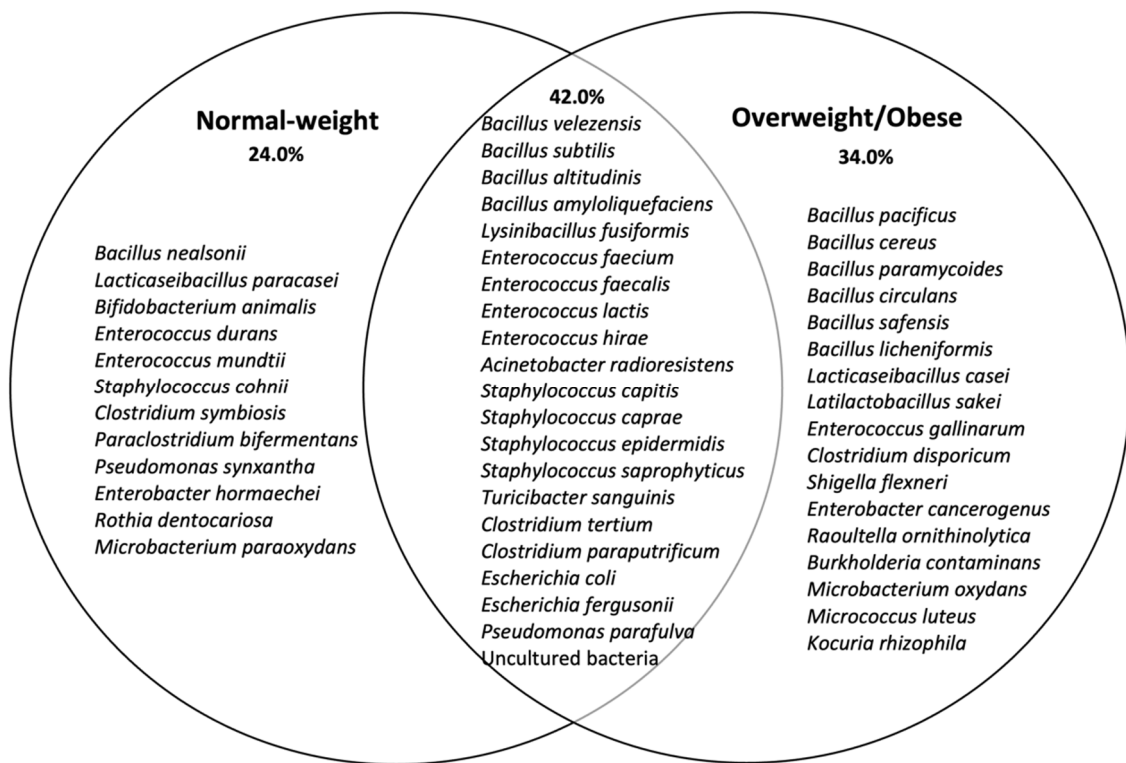 Normal-weight
24.0%
Bacillus nealsonii
Lacticaseibacillus paracasei
Bifidobacterium animalis
Enterococcus durans
Enterococcus mundtii
Staphylococcus cohnii
Clostridium symbiosis
Paraclostridium bifermentans
Pseudomonas synxantha
Enterobacter hormaechei
Rothia dentocariosa
Microbacterium paraoxydans
42.0%
Bacillus velezensis
Bacillus subtilis
Bacillus altitudinis
Bacillus amyloliquefaciens
Lysinibacillus fusiformis
Enterococcus faecium
Enterococcus faecalis
Enterococcus lactis
Enterococcus hirae
Acinetobacter radioresistens
Staphylococcus capitis
Staphylococcus caprae
Staphylococcus epidermidis
Staphylococcus saprophyticus
Turicibacter sanguinis
Clostridium tertium
Clostridium paraputrificum
Escherichia coli
Escherichia fergusonii
Pseudomonas parafulva
Uncultured bacteria
Overweight/Obese
34.0%
Bacillus pacificus
Bacillus cereus
Bacillus paramycoides
Bacillus circulans
Bacillus safensis
Bacillus licheniformis
Lacticaseibacillus casei
Latilactobacillus sakei
Enterococcus gallinarum
Clostridium disporicum
Shigella flexneri
Enterobacter cancerogenus
Raoultella ornithinolytica
Burkholderia contaminans
Microbacterium oxydans
Micrococcus luteus
Kocuria rhizophila